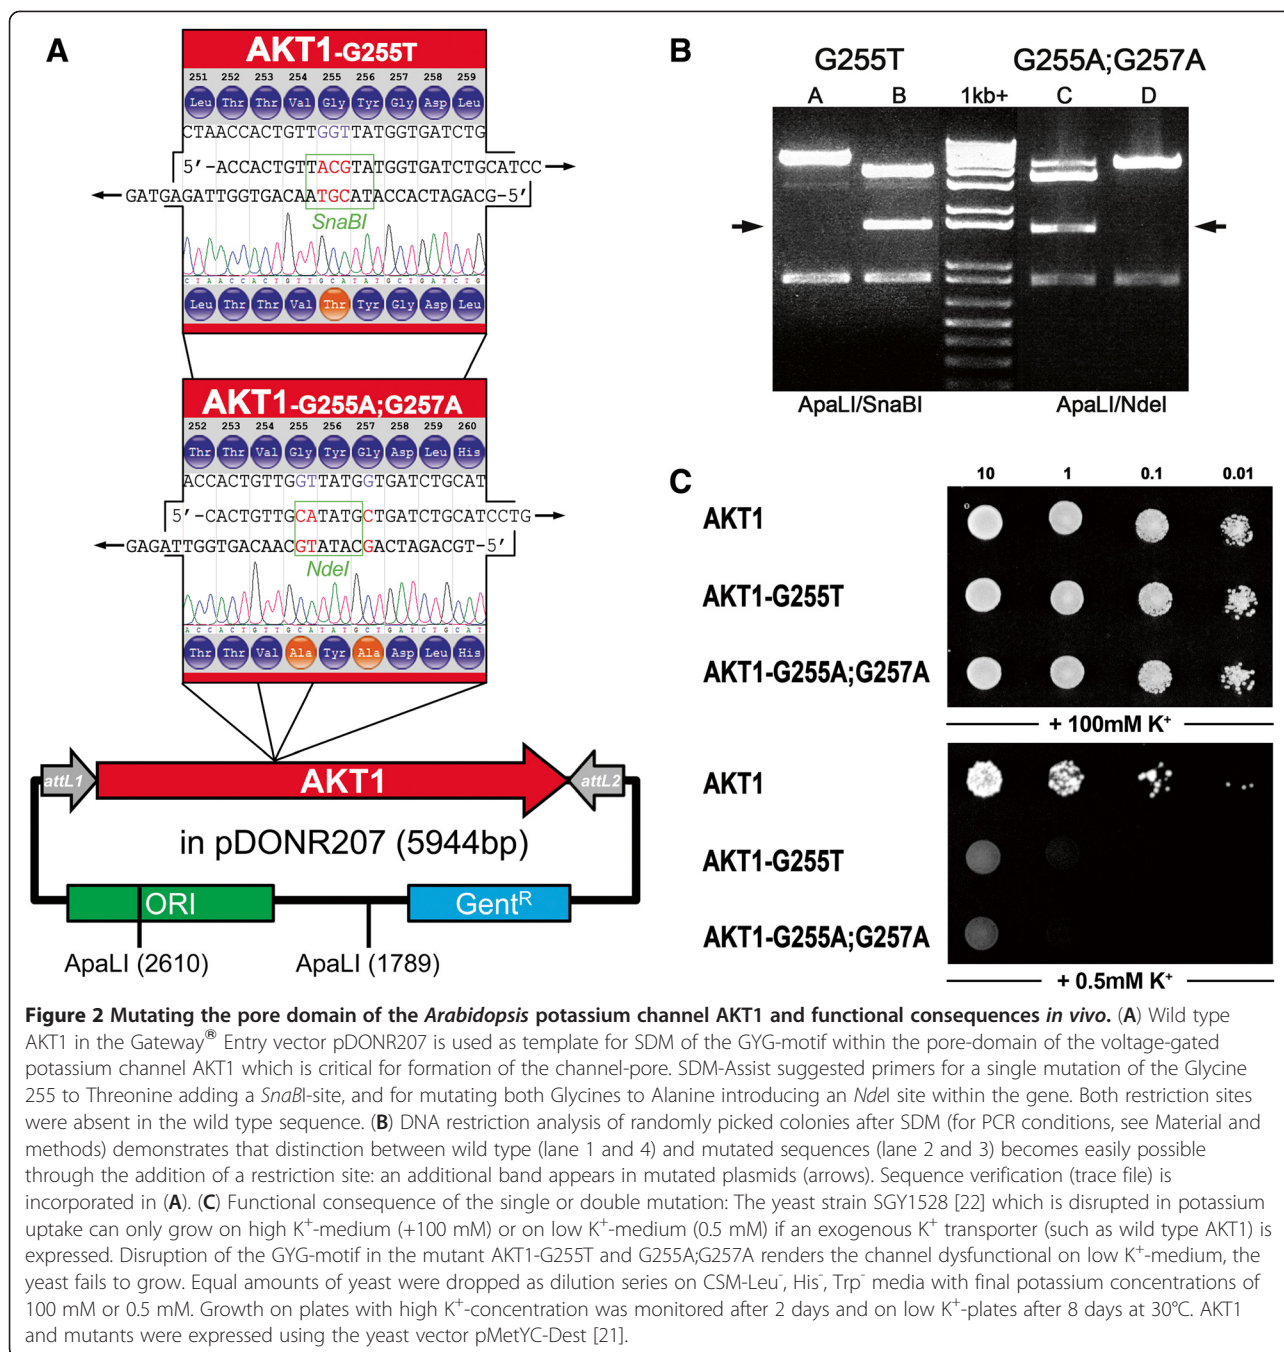 A
AKT1-G255T
251 252 253 254 255 256 257 258 259
Leu Thr Thr Val Gly Tyr Gly Asp Leu
CTAACCACTGTTGGTTATGGTGATCTG
5'-ACCACTGTTACGTATGGTGATCTGCATCC
GATGAGATTGGTGACAATGCATACCACTAGACG-5'
SnaBI
CTAACCACTGTTGCATATGCTGATCTG
Leu Thr Thr Val Thr Tyr Gly Asp Leu
AKT1-G255A;G257A
252 253 254 255 256 257 258 259 260
Thr Thr Val Gly Tyr Gly Asp Leu His
ACCACTGTTGGTTATGGTGATCTGCAT
5'-CACTGTTGCATATGCTGATCTGCATCCTG
GAGATTGGTGACAACGTATACGACTAGACGT-5'
NdeI
ACCACTGTTGCATATGCTGATCTGCAT
Thr Thr Val Ala Tyr Ala Asp Leu His
attL1
AKT1
attL2
in pDONR207 (5944bp)
ORI
Gent<sup>R</sup>
ApaLI (2610)
ApaLI (1789)
B
G255T
G255A;G257A
A B 1kb+ C D
ApaLI/SnaBI
ApaLI/NdeI
C
10 1 0.1 0.01
AKT1
AKT1-G255T
AKT1-G255A;G257A
+ 100mM K⁺
AKT1
AKT1-G255T
AKT1-G255A;G257A
+ 0.5mM K⁺
Figure 2 Mutating the pore domain of the Arabidopsis potassium channel AKT1 and functional consequences in vivo. (A) Wild type
AKT1 in the Gateway® Entry vector pDONR207 is used as template for SDM of the GYG-motif within the pore-domain of the voltage-gated
potassium channel AKT1 which is critical for formation of the channel-pore. SDM-Assist suggested primers for a single mutation of the Glycine
255 to Threonine adding a SnaBI-site, and for mutating both Glycines to Alanine introducing an NdeI site within the gene. Both restriction sites
were absent in the wild type sequence. (B) DNA restriction analysis of randomly picked colonies after SDM (for PCR conditions, see Material and
methods) demonstrates that distinction between wild type (lane 1 and 4) and mutated sequences (lane 2 and 3) becomes easily possible
through the addition of a restriction site: an additional band appears in mutated plasmids (arrows). Sequence verification (trace file) is
incorporated in (A). (C) Functional consequence of the single or double mutation: The yeast strain SGY1528 [22] which is disrupted in potassium
uptake can only grow on high K⁺-medium (+100 mM) or on low K⁺-medium (0.5 mM) if an exogenous K⁺ transporter (such as wild type AKT1) is
expressed. Disruption of the GYG-motif in the mutant AKT1-G255T and G255A;G257A renders the channel dysfunctional on low K⁺-medium, the
yeast fails to grow. Equal amounts of yeast were dropped as dilution series on CSM-Leu⁻, His⁻, Trp⁻ media with final potassium concentrations of
100 mM or 0.5 mM. Growth on plates with high K⁺-concentration was monitored after 2 days and on low K⁺-plates after 8 days at 30°C. AKT1
and mutants were expressed using the yeast vector pMetYC-Dest [21].